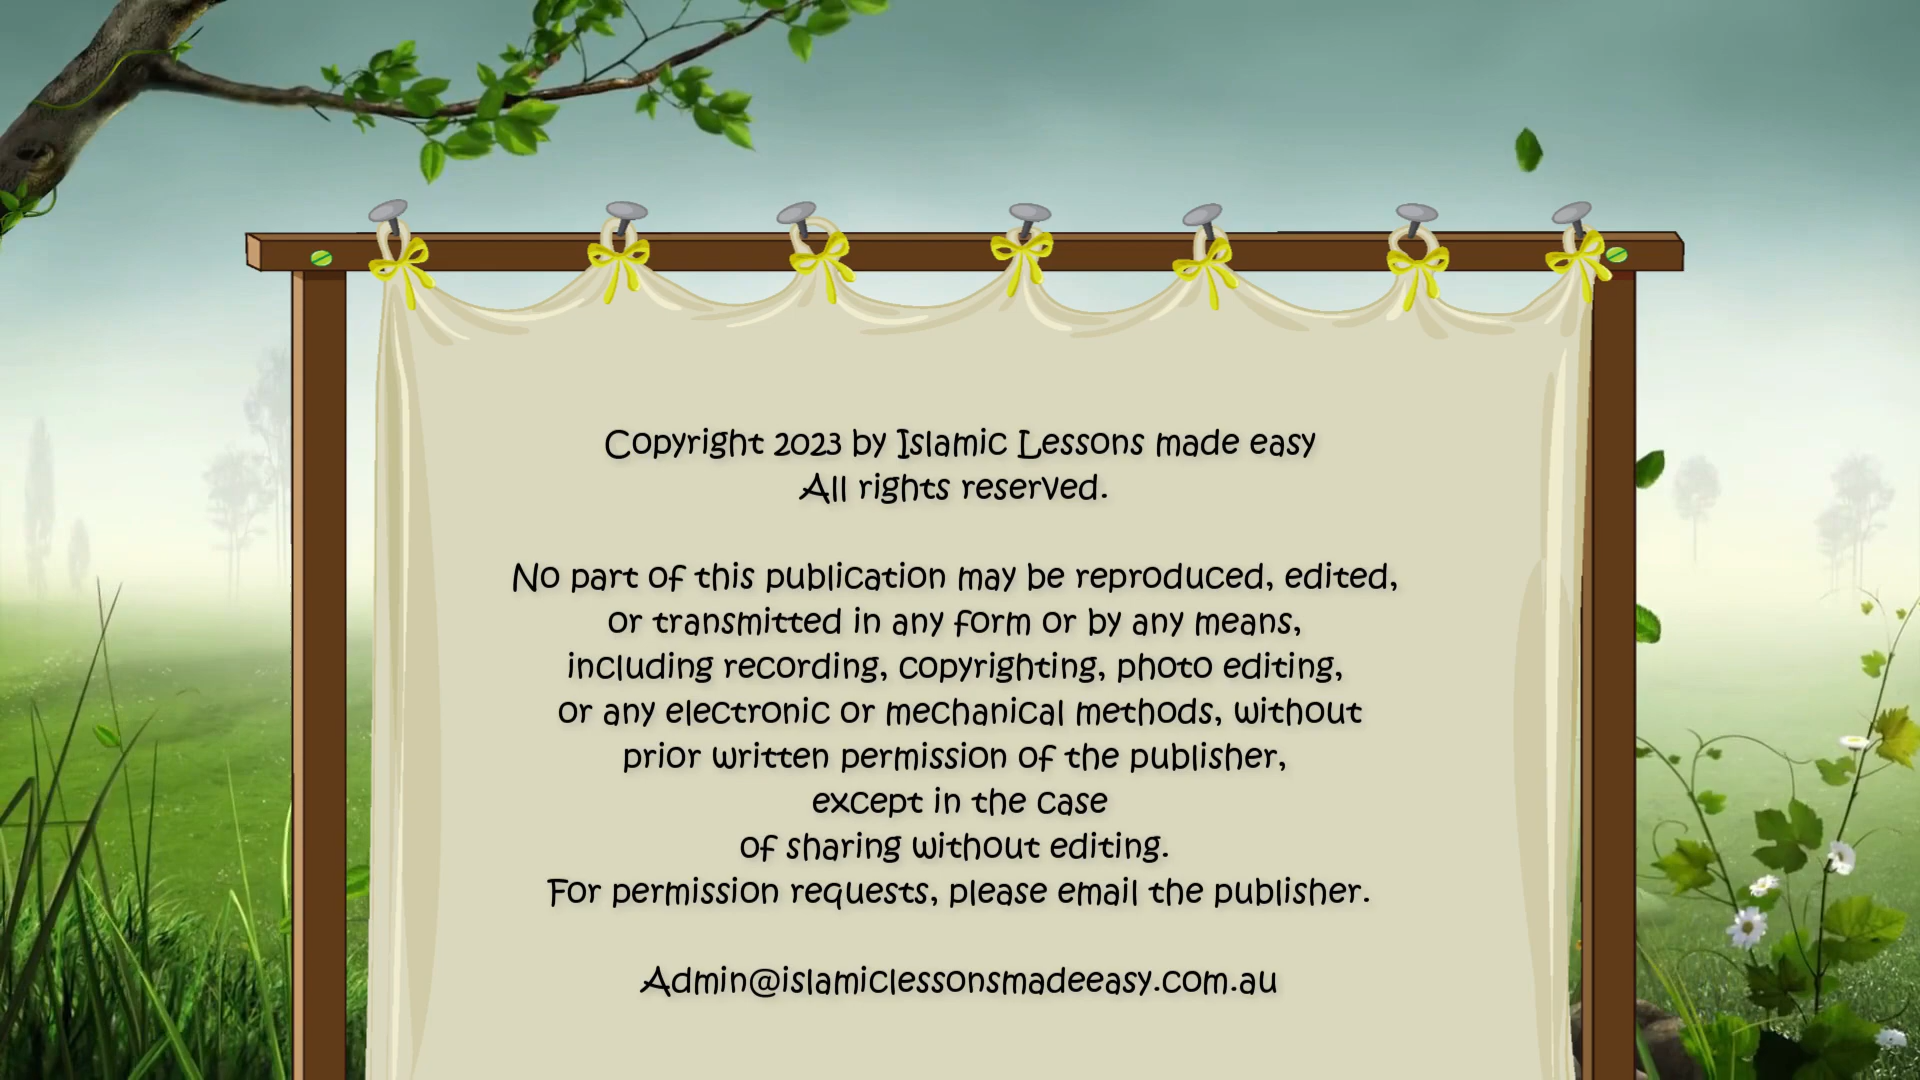 Copyright 2023 by Islamic Lessons made easy
All rights reserved.
No part of this publication may be reproduced, edited,
or transmitted in any form or by any means,
including recording, copyrighting, photo editing,
or any electronic or mechanical methods, without
prior written permission of the publisher,
except in the case
of sharing without editing.
For permission requests, please email the publisher.
Admin@islamiclessonsmadeeasy.com.au